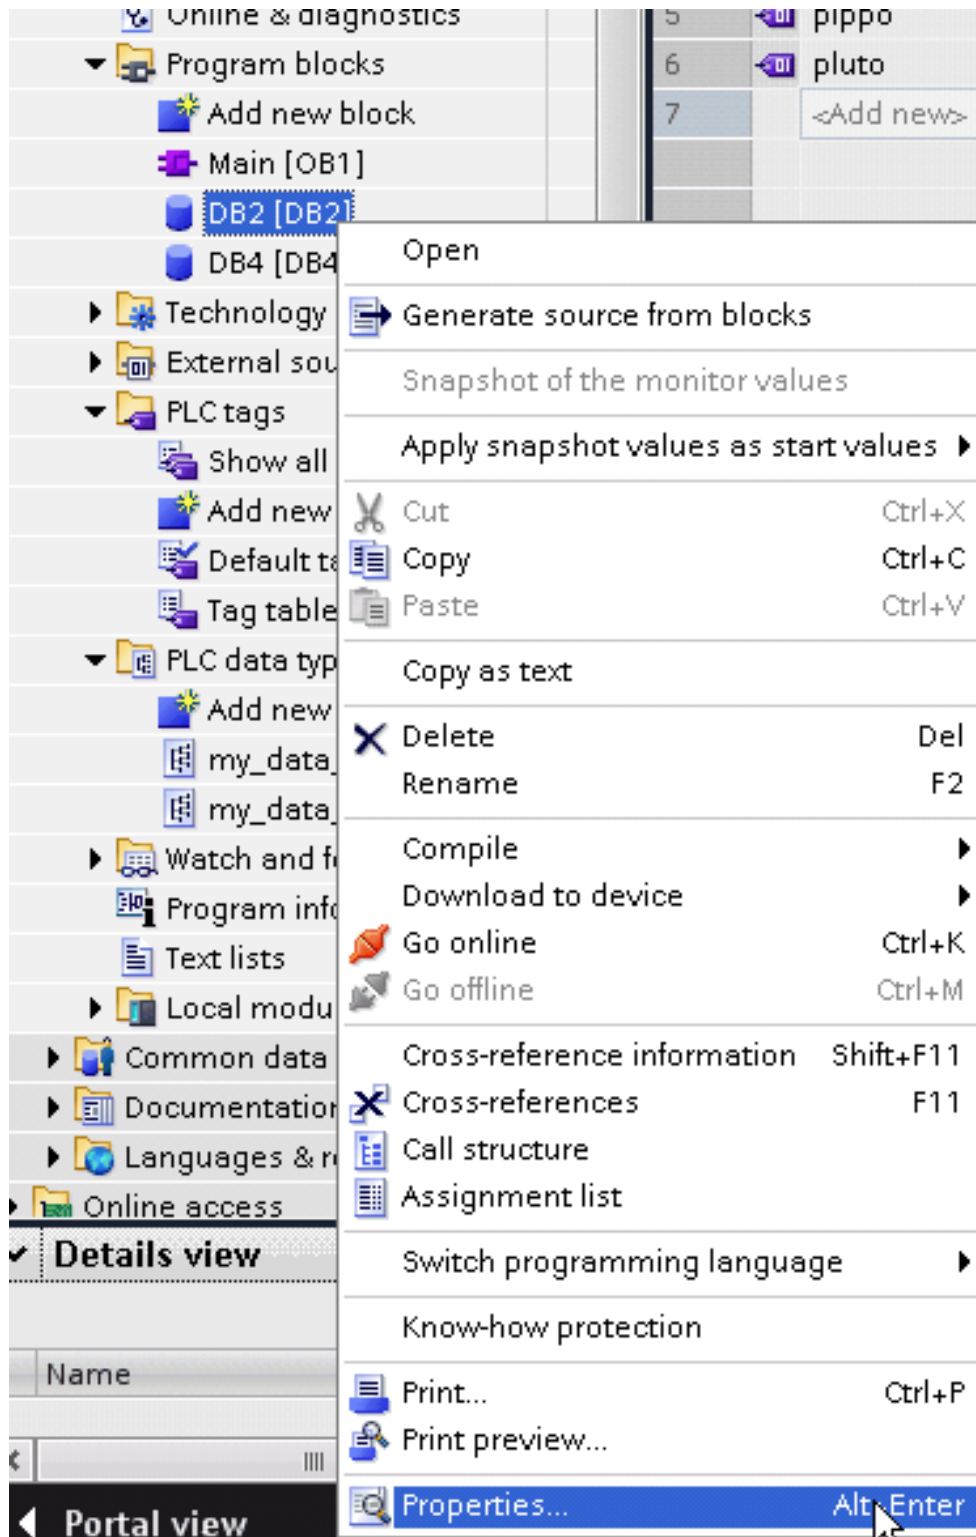 Online & diagnostics
5 pippo
Program blocks
6 pluto
Add new block
7 <Add new>
Main [OB1]
DB2 [DB2]
DB4 [DB4
Technology
External sou
PLC tags
Show all
Add new
Default ta
Tag table
PLC data typ
Add new
my_data_
my_data_
Watch and fo
Program info
Text lists
Local modu
Common data
Documentation
Languages & re
Online access
Details view
Name
Portal view
Open
Generate source from blocks
Snapshot of the monitor values
Apply snapshot values as start values
Cut Ctrl+X
Copy Ctrl+C
Paste Ctrl+V
Copy as text
Delete Del
Rename F2
Compile
Download to device
Go online Ctrl+K
Go offline Ctrl+M
Cross-reference information Shift+F11
Cross-references F11
Call structure
Assignment list
Switch programming language
Know-how protection
Print... Ctrl+P
Print preview...
Properties... Alt+Enter